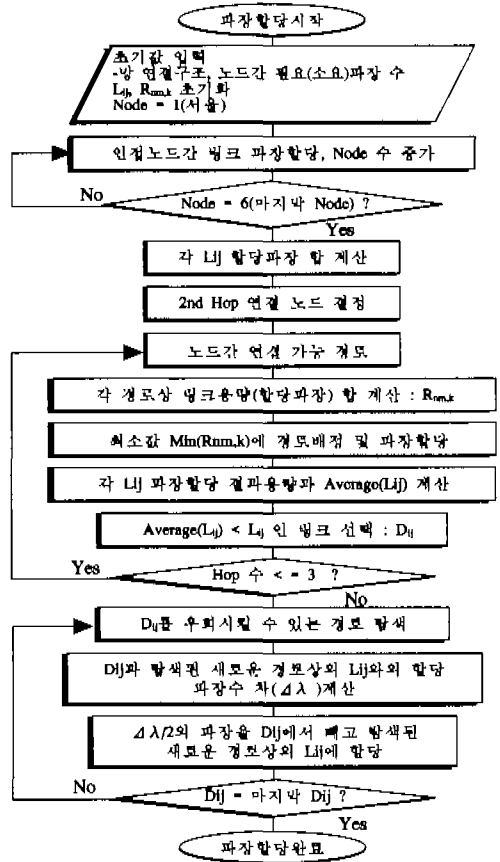 파장할당시작
초기값 입력
-망 연결구조, 노드간 필요(소요)파장 수
Lij, Rnm,k 초기화
Node = 1(서울)
인접노드간 링크 파장할당, Node 수 증가
No
Node = 6(마지막 Node) ?
Yes
각 Lij 할당파장 합 계산
2nd Hop 연결 노드 결정
노드간 연결 가능 경로
각 경로상 링크용량(할당파장) 합 계산 : Rnm,k
최소값 Min(Rnm,k)에 경로배정 및 파장할당
각 Lij 파장할당 결과용량과 Average(Lij) 계산
Average(Lij) < Lij 인 링크 선택 : Dij
Yes
Hop 수 < = 3 ?
No
Dij를 우회시킬 수 있는 경로 탐색
Dij과 탐색된 새로운 경로상의 Lij와의 할당
파장수 차(Δλ)계산
Δλ/2의 파장을 Dij에서 빼고 탐색된
새로운 경로상의 Lij에 할당
No
Dij = 마지막 Dij ?
Yes
파장할당완료